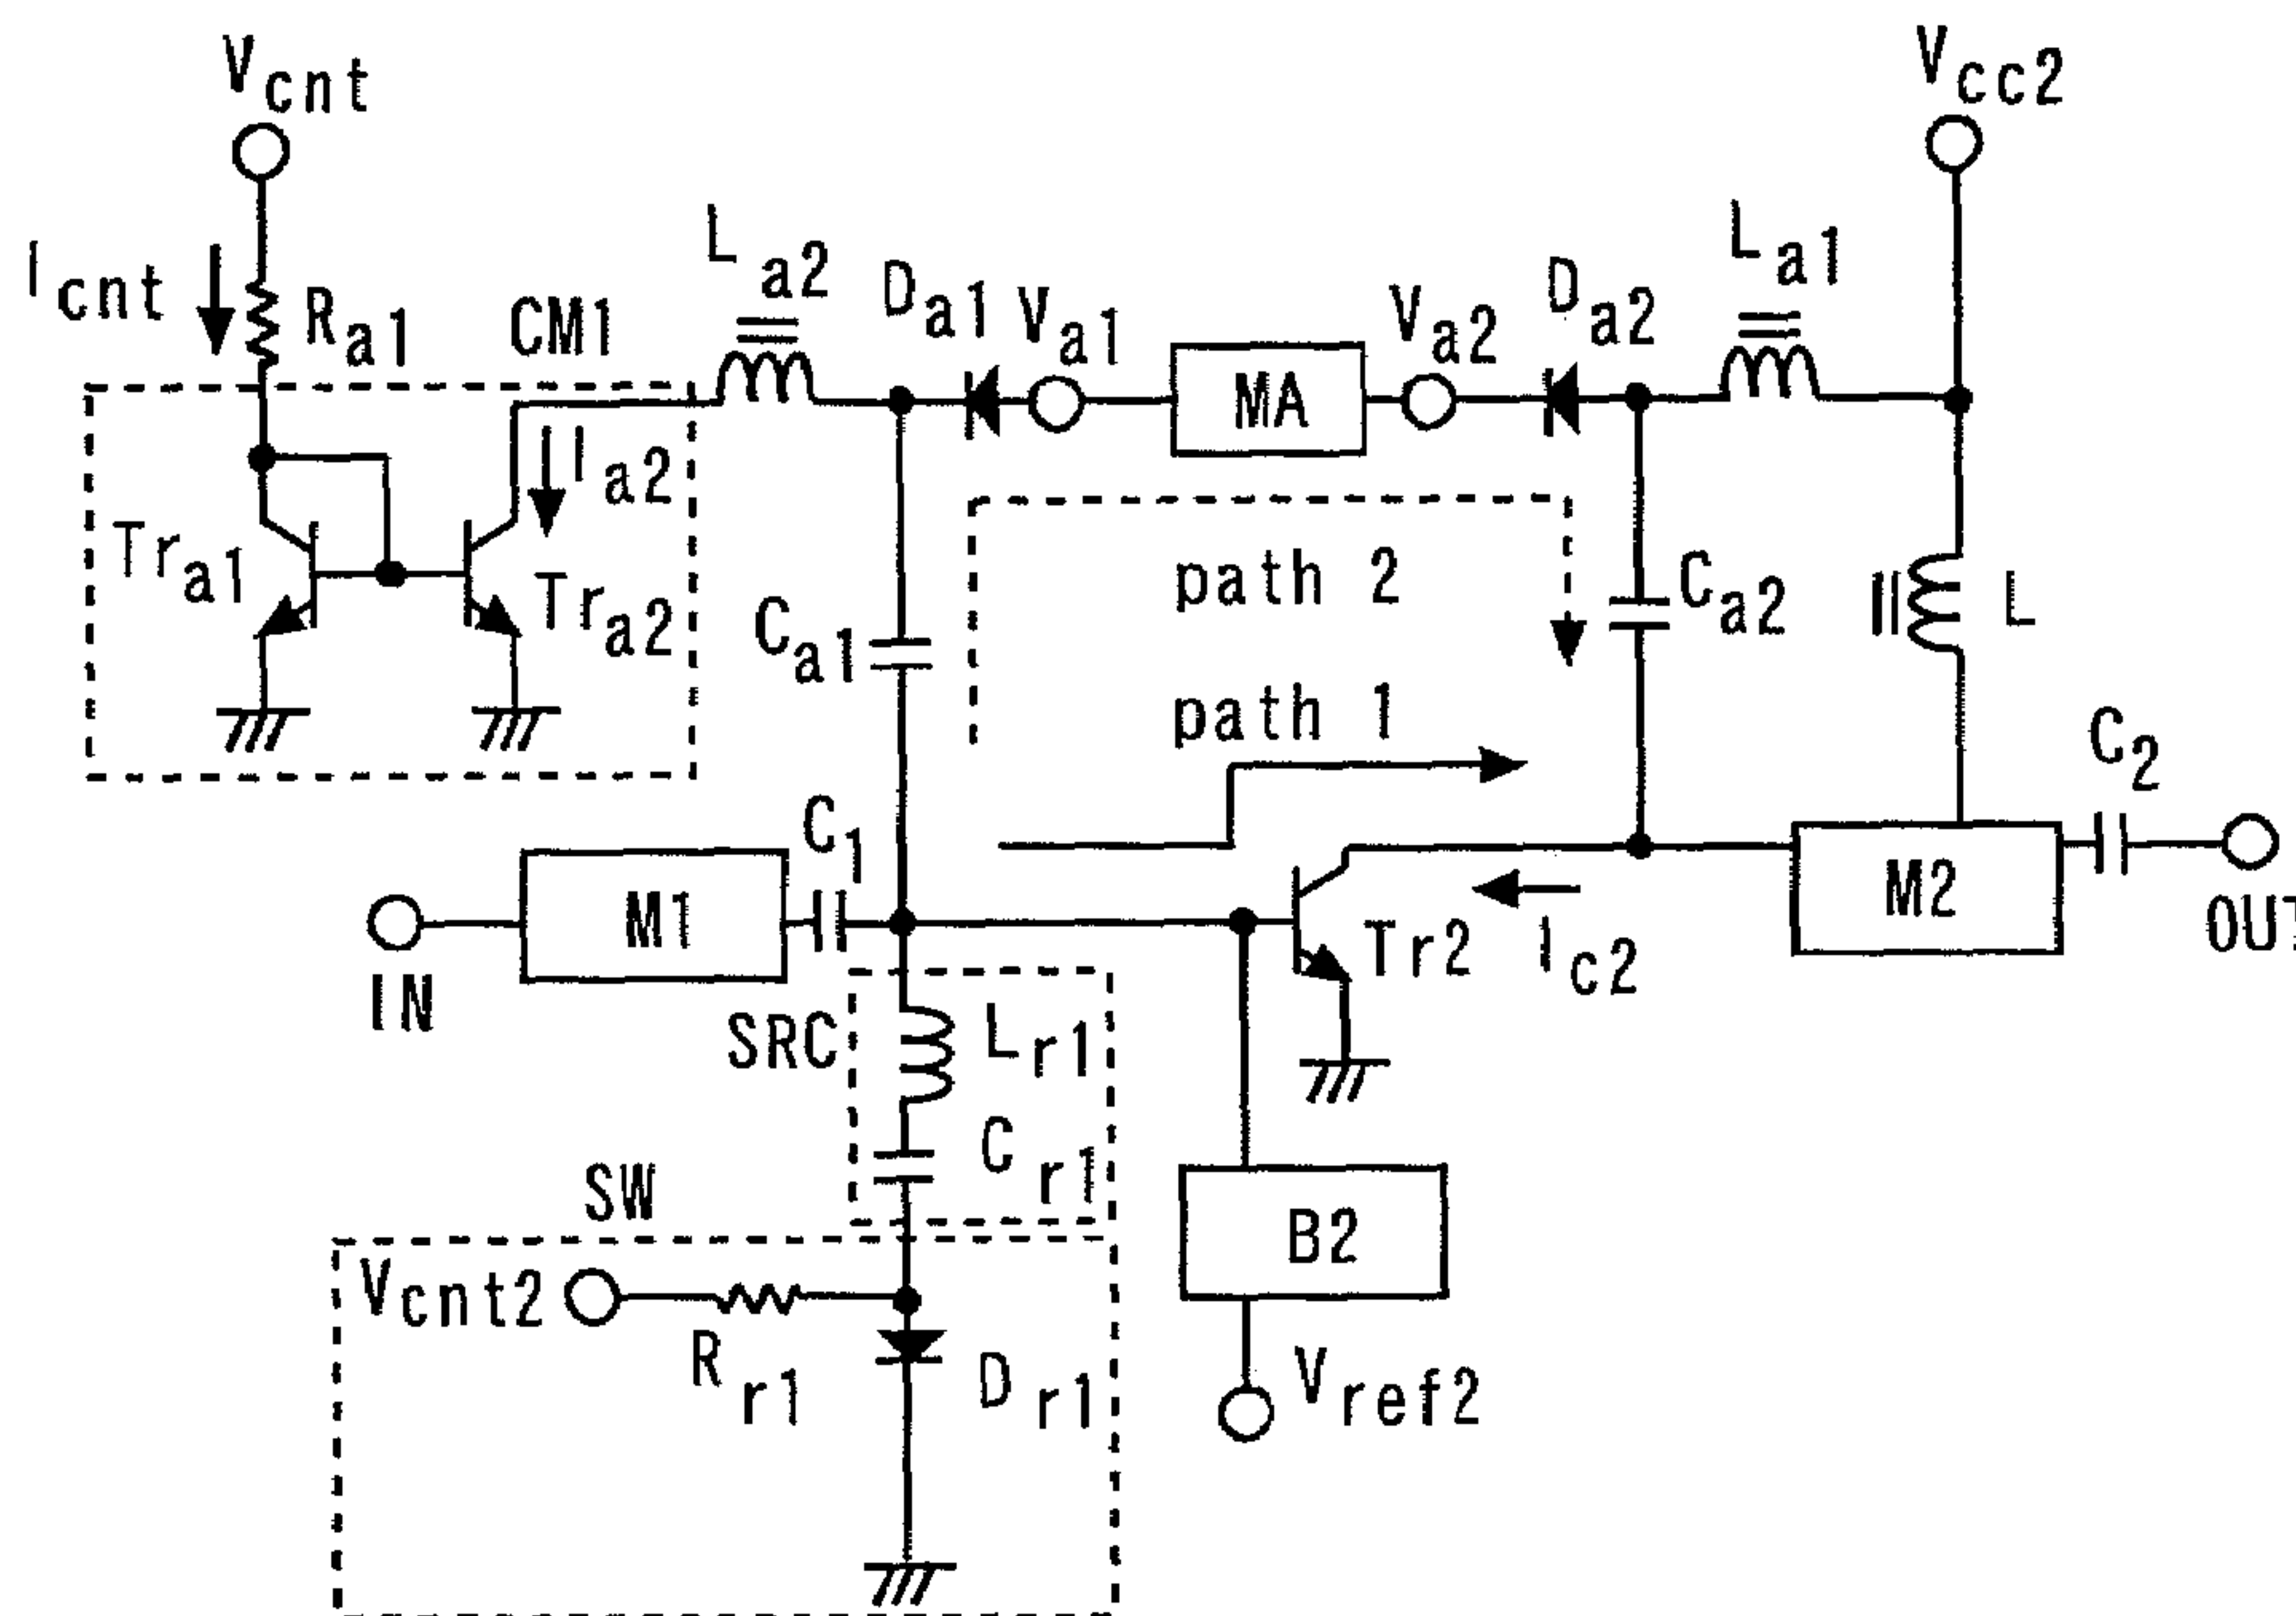 Vcnt
Vcc2
Icnt
Ra1
CM1
La2
Da1
Va1
MA
Va2
Da2
La1
Ia2
Tra1
Tra2
Ca1
path 2
Ca2
L
path 1
C1
C2
IN
M1
Tr2
Ic2
M2
OUT
SRC
Lr1
Cr1
SW
B2
Vcnt2
Rr1
Dr1
Vref2